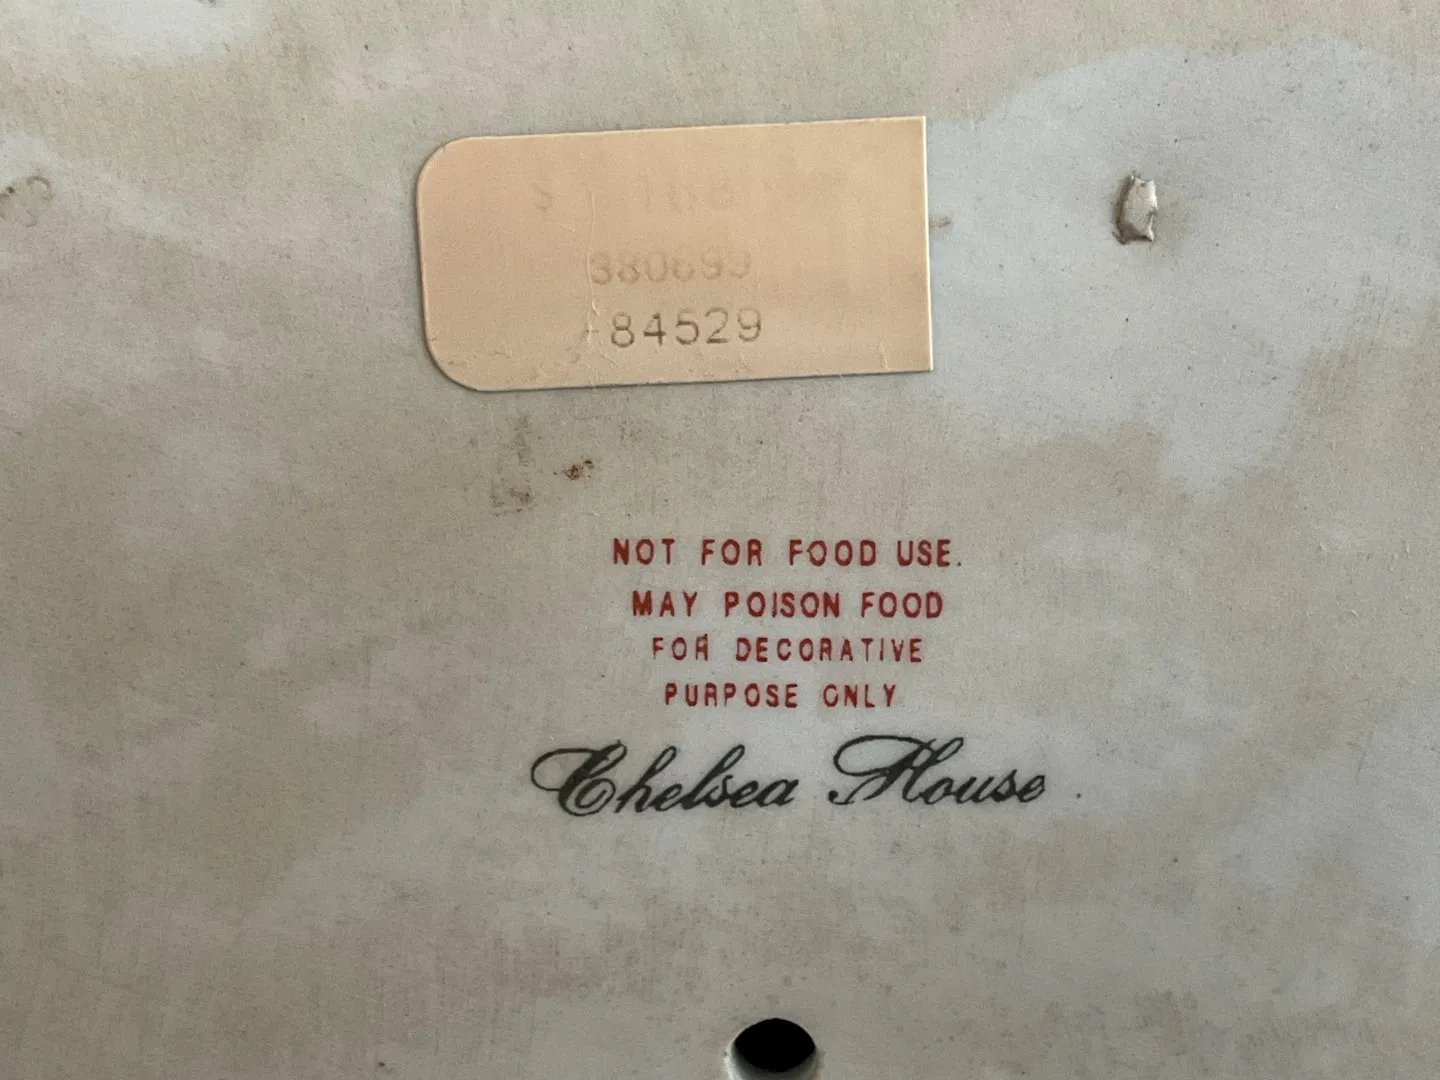 380699
84529
NOT FOR FOOD USE.
MAY POISON FOOD
FOR DECORATIVE
PURPOSE ONLY
Chelsea House